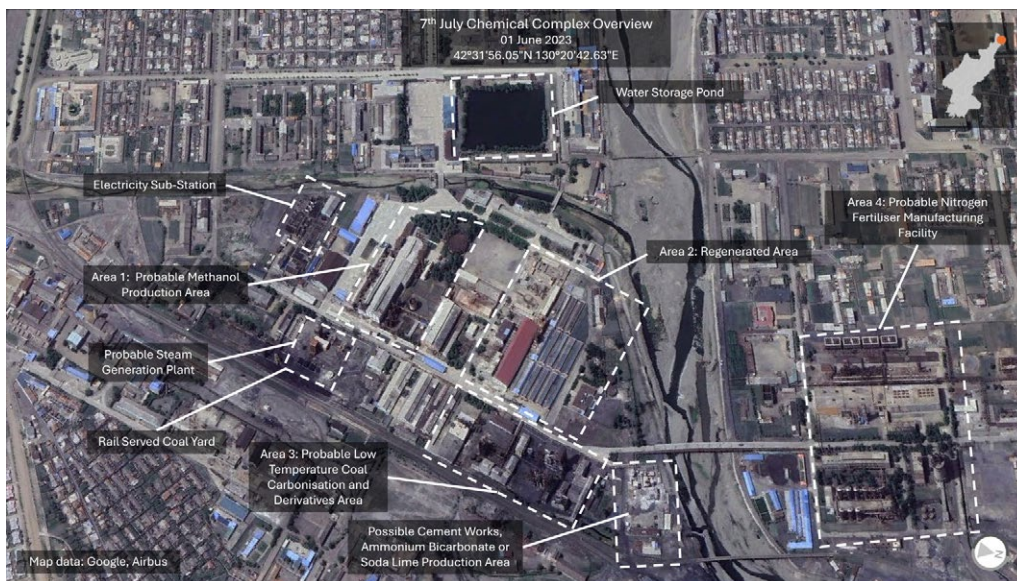 7th July Chemical Complex Overview
01 June 2023
42°31'56.05"N 130°20'42.63"E
Water Storage Pond
Electricity Sub-Station
Area 4: Probable Nitrogen
Fertiliser Manufacturing
Facility
Area 2: Regenerated Area
Area 1: Probable Methanol
Production Area
Probable Steam
Generation Plant
Rail Served Coal Yard
Area 3: Probable Low
Temperature Coal
Carbonisation and
Derivatives Area
Possible Cement Works,
Ammonium Bicarbonate or
Soda Lime Production Area
Map data: Google, Airbus
N